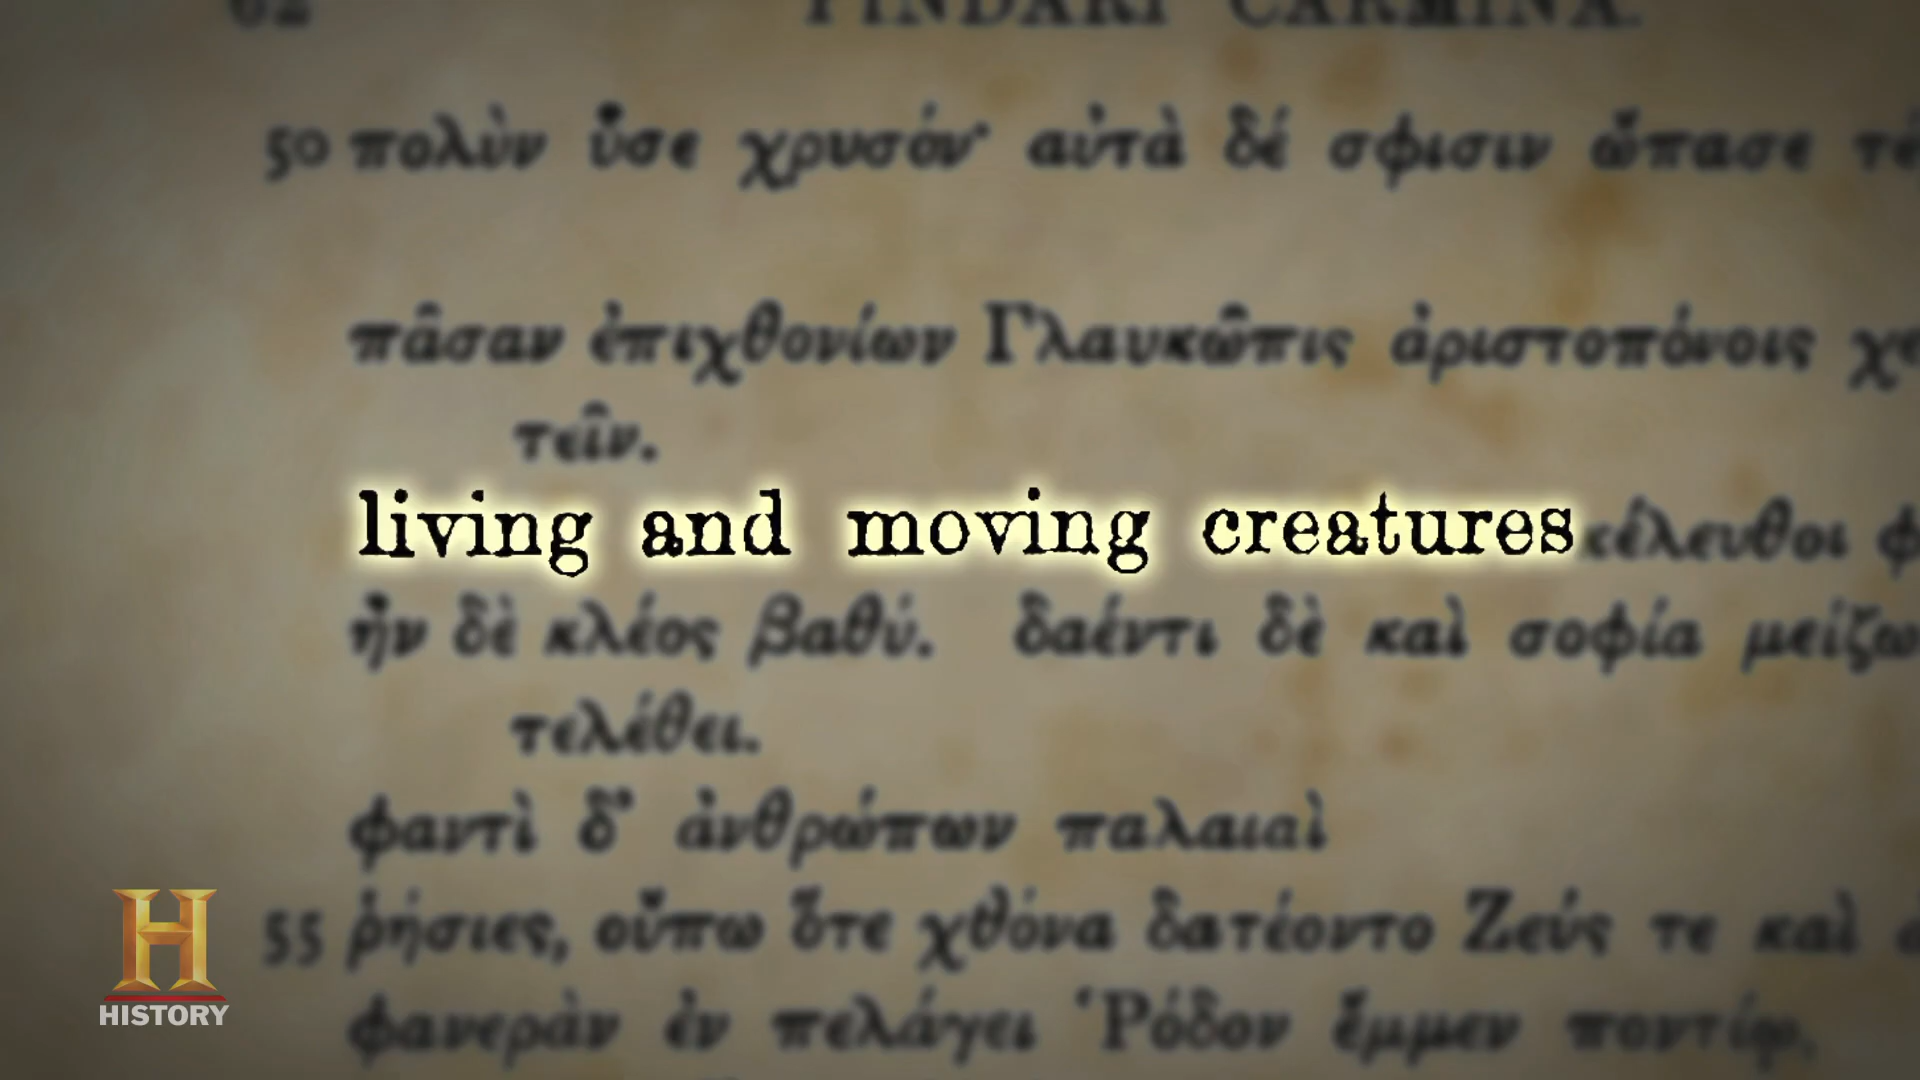 62 PINDARI CARMINA.
50 πολὺν ὗσε χρυσόν· αὐτὰ δέ σφισιν ὤπασε
πᾶσαν ἐπιχθονίων Γλαυκῶπις ἀριστοπόνοις
τεῖν.
living and moving creatures κέλευθοι
ἦν δὲ κλέος βαθύ. δαέντι δὲ καὶ σοφία
τελέθει.
φαντὶ δ' ἀνθρώπων παλαιαὶ
55 ῥήσιες, οὔπω ὅτε χθόνα δατέοντο Ζεύς τε καὶ
φανερὰν ἐν πελάγει Ῥόδον ἔμμεν ποντίῳ,
H
HISTORY